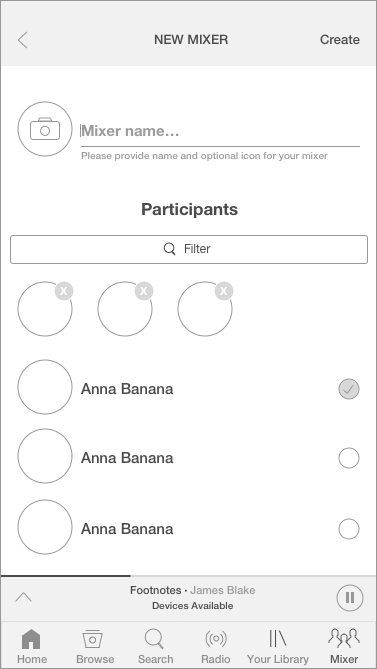 NEW MIXER Create
Mixer name...
Please provide name and optional icon for your mixer
Participants
Filter
X X X
Anna Banana
Anna Banana
Anna Banana
Footnotes · James Blake
Devices Available
Home Browse Search Radio Your Library Mixer